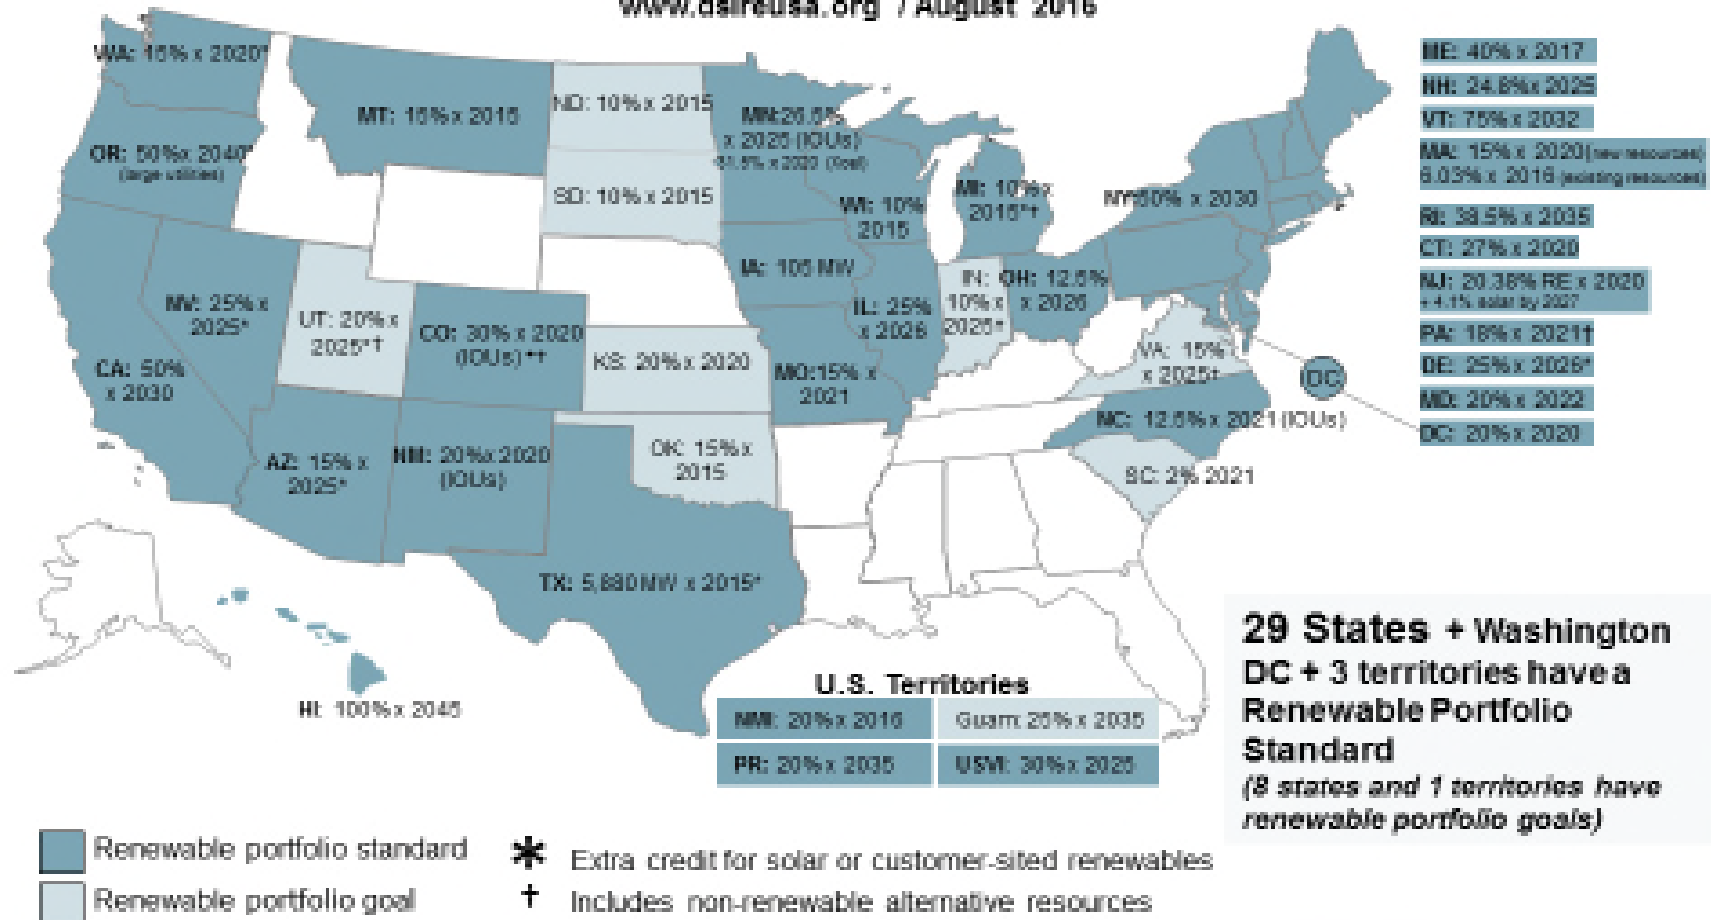 www.dsireusa.org / August 2016
WA: 15% x 2020*
MT: 15% x 2015
ND: 10% x 2015
MN:26.5%
x 2025 (IOUs)
31.5% x 2020 (Xcel)
OR: 50% x 2040*
(large utilities)
SD: 10% x 2015
WI: 10%
2015
MI: 10% x
2015*†
NY:50% x 2030
IA: 105 MW
NV: 25% x
2025*
UT: 20% x
2025*†
CO: 30% x 2020
(IOUs) *†
KS: 20% x 2020
IL: 25%
x 2026
IN:
10% x
2025†
OH: 12.5%
x 2026
CA: 50%
x 2030
MO:15% x
2021
VA: 15%
x 2025†
DC
NC: 12.5% x 2021 (IOUs)
AZ: 15% x
2025*
NM: 20% x 2020
(IOUs)
OK: 15% x
2015
SC: 2% 2021
TX: 5,880 MW x 2015*
HI: 100% x 2045
ME: 40% x 2017
NH: 24.8% x 2025
VT: 75% x 2032
MA: 15% x 2020 (new resources)
6.03% x 2016 (existing resources)
RI: 38.5% x 2035
CT: 27% x 2020
NJ: 20.38% RE x 2020
+ 4.1% solar by 2027
PA: 18% x 2021†
DE: 25% x 2026*
MD: 20% x 2022
DC: 20% x 2020
U.S. Territories
NMI: 20% x 2016
Guam: 25% x 2035
PR: 20% x 2035
USVI: 30% x 2025
29 States + Washington
DC + 3 territories have a
Renewable Portfolio
Standard
(8 states and 1 territories have
renewable portfolio goals)
Renewable portfolio standard
Renewable portfolio goal
* Extra credit for solar or customer-sited renewables
† Includes non-renewable alternative resources